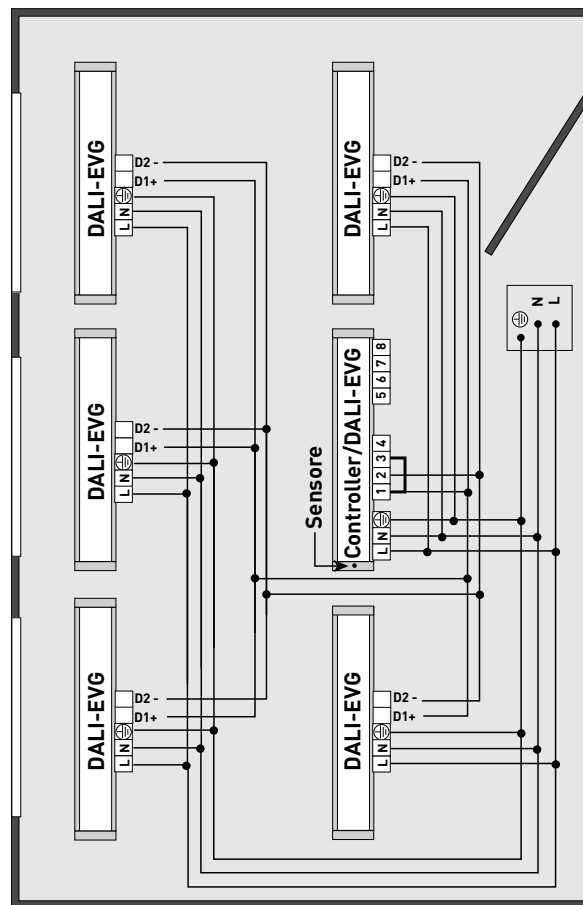 DALI-EVG
D2 -
D1+
N
L
DALI-EVG
D2 -
D1+
N
L
N
L
DALI-EVG
D2 -
D1+
N
L
Sensore
Controller/DALI-EVG
8
7
6
5
4
3
2
1
N
L
DALI-EVG
D2 -
D1+
N
L
DALI-EVG
D2 -
D1+
N
L